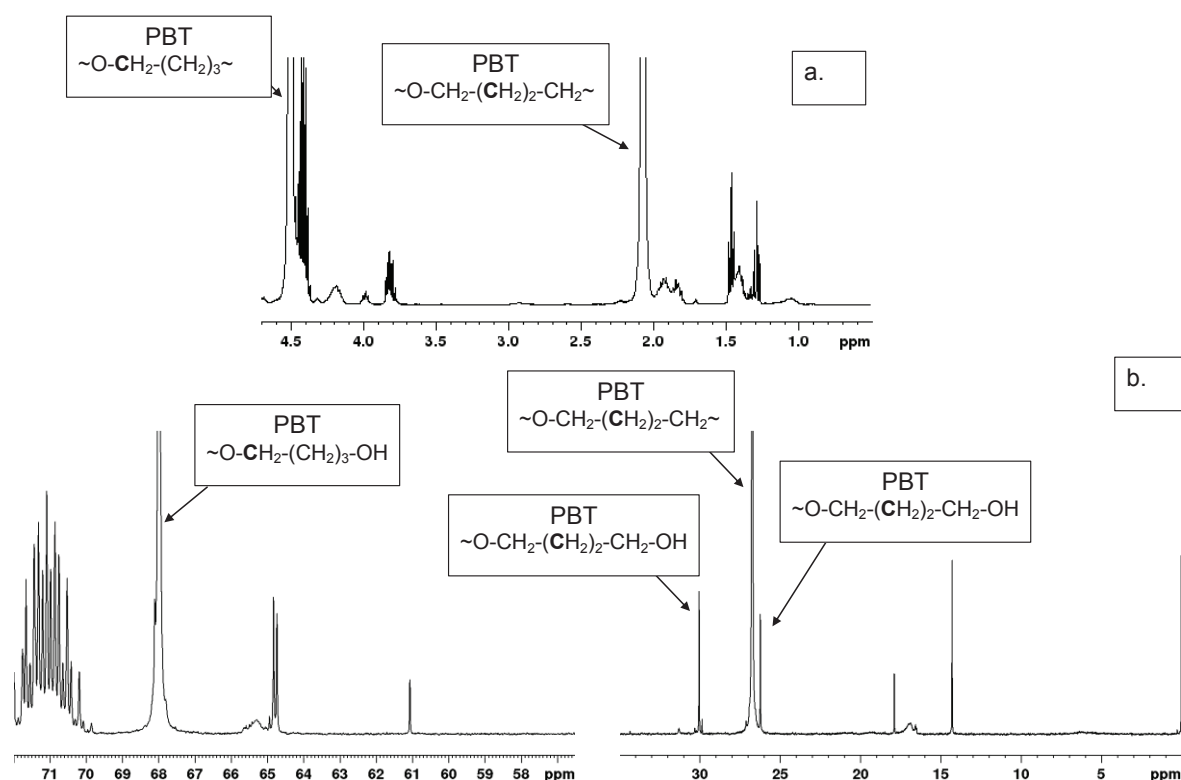 PBT
~O-CH₂-(CH₂)₃~
PBT
~O-CH₂-(CH₂)₂-CH₂~
a.
4.5 4.0 3.5 3.0 2.5 2.0 1.5 1.0 ppm
b.
PBT
~O-CH₂-(CH₂)₂-CH₂~
PBT
~O-CH₂-(CH₂)₃-OH
PBT
~O-CH₂-(CH₂)₂-CH₂-OH
PBT
~O-CH₂-(CH₂)₂-CH₂-OH
71 70 69 68 67 66 65 64 63 62 61 60 59 58 57 ppm
30 25 20 15 10 5 ppm